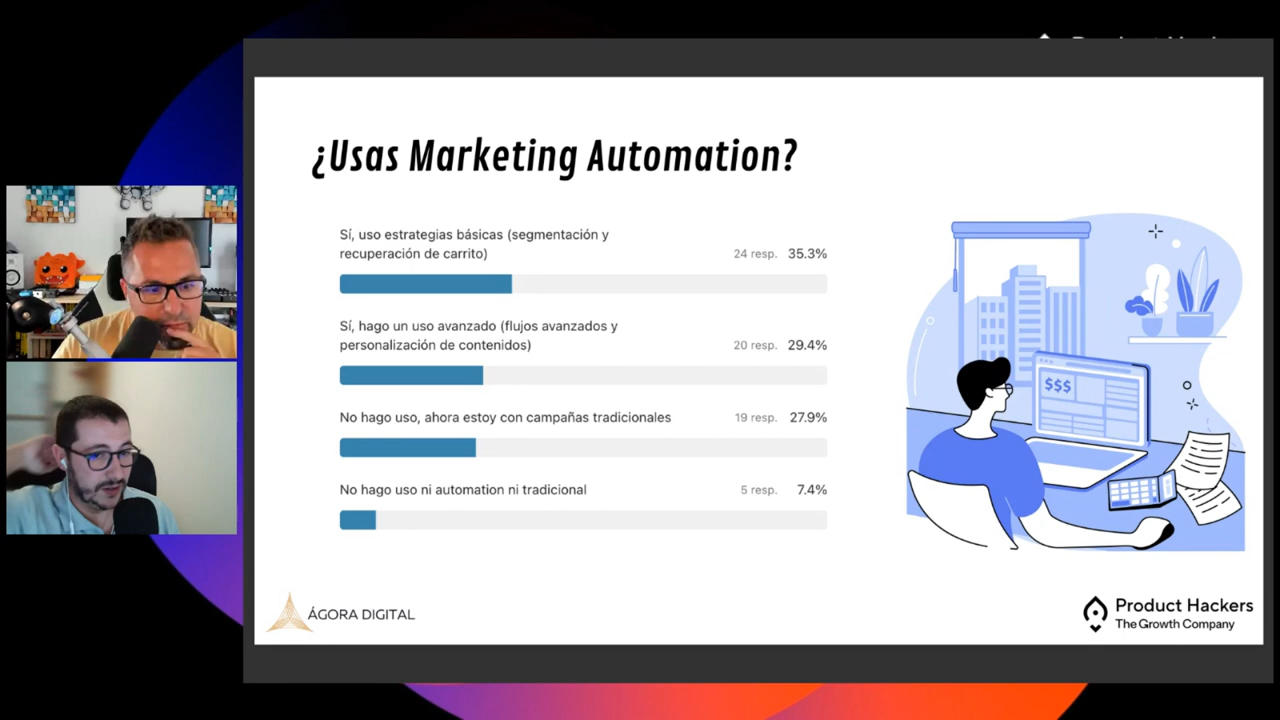 ¿Usas Marketing Automation?
Sí, uso estrategias básicas (segmentación y
recuperación de carrito)
24 resp. 35.3%
Sí, hago un uso avanzado (flujos avanzados y
personalización de contenidos)
20 resp. 29.4%
No hago uso, ahora estoy con campañas tradicionales
19 resp. 27.9%
No hago uso ni automation ni tradicional
5 resp. 7.4%
$$$
ÁGORA DIGITAL
Product Hackers
The Growth Company